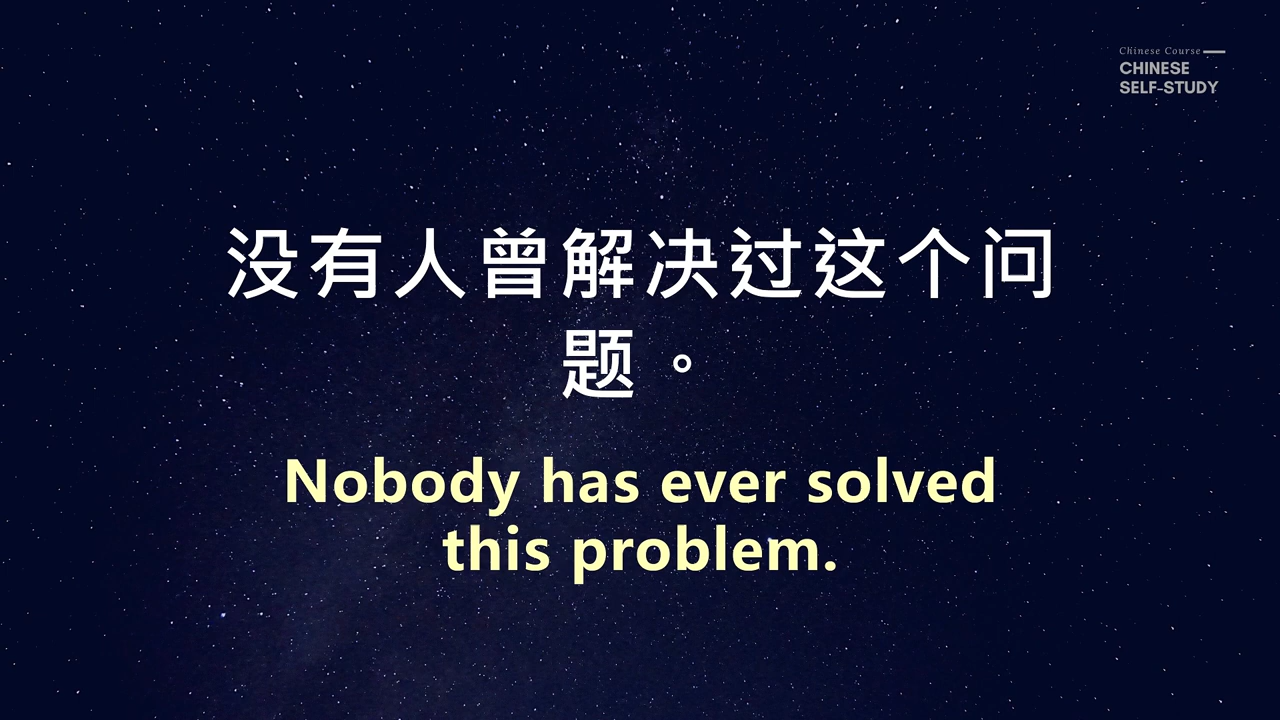 Chinese Course
CHINESE
SELF-STUDY
没有人曾解决过这个问
题。
Nobody has ever solved
this problem.